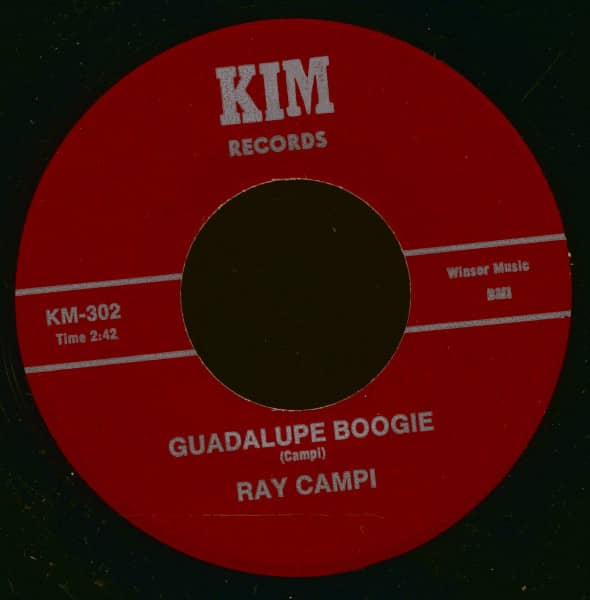 KIM
RECORDS
KM-302
Time 2:42
Winsor Music
BMI
GUADALUPE BOOGIE
(Campi)
RAY CAMPI